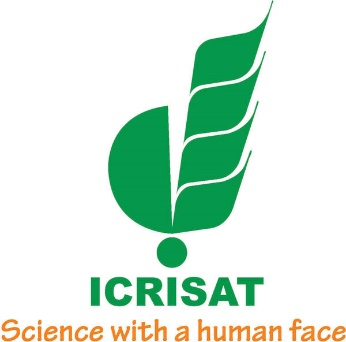 ICRISAT
Science with a human face